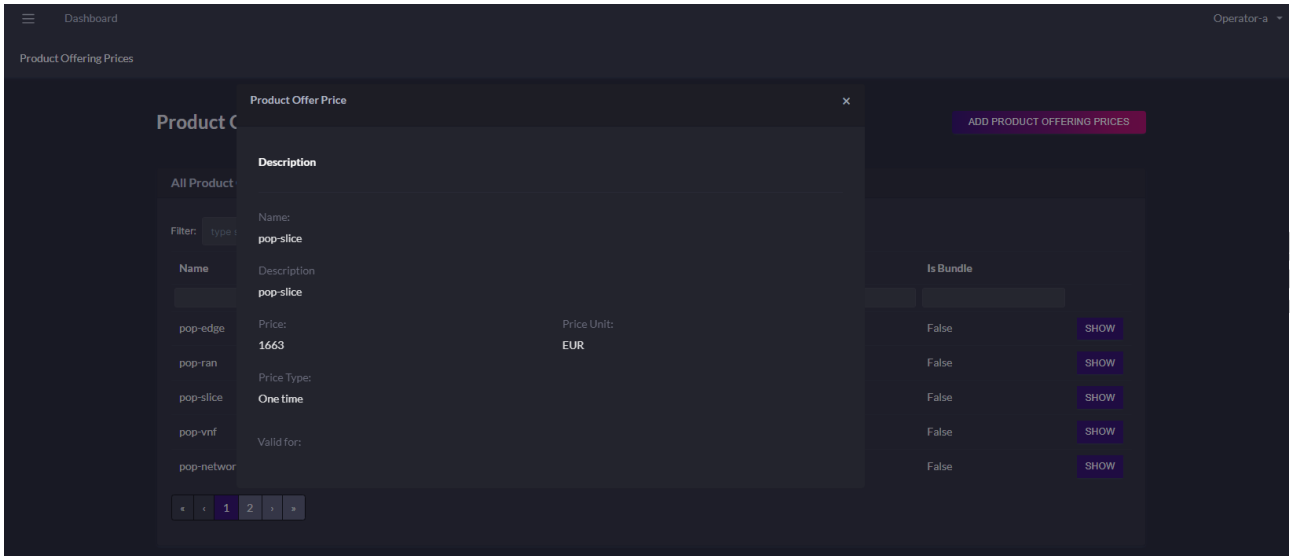 Dashboard
Operator-a
Product Offering Prices
Product Offer Price
×
Product O
ADD PRODUCT OFFERING PRICES
Description
All Product
Filter: type
Name:
pop-slice
Name
Is Bundle
Description
pop-slice
Price:
Price Unit:
pop-edge
False
SHOW
1663
EUR
pop-ran
False
SHOW
Price Type:
One time
pop-slice
False
SHOW
pop-vnf
False
SHOW
Valid for:
pop-networ
False
SHOW
« ‹ 1 2 › »